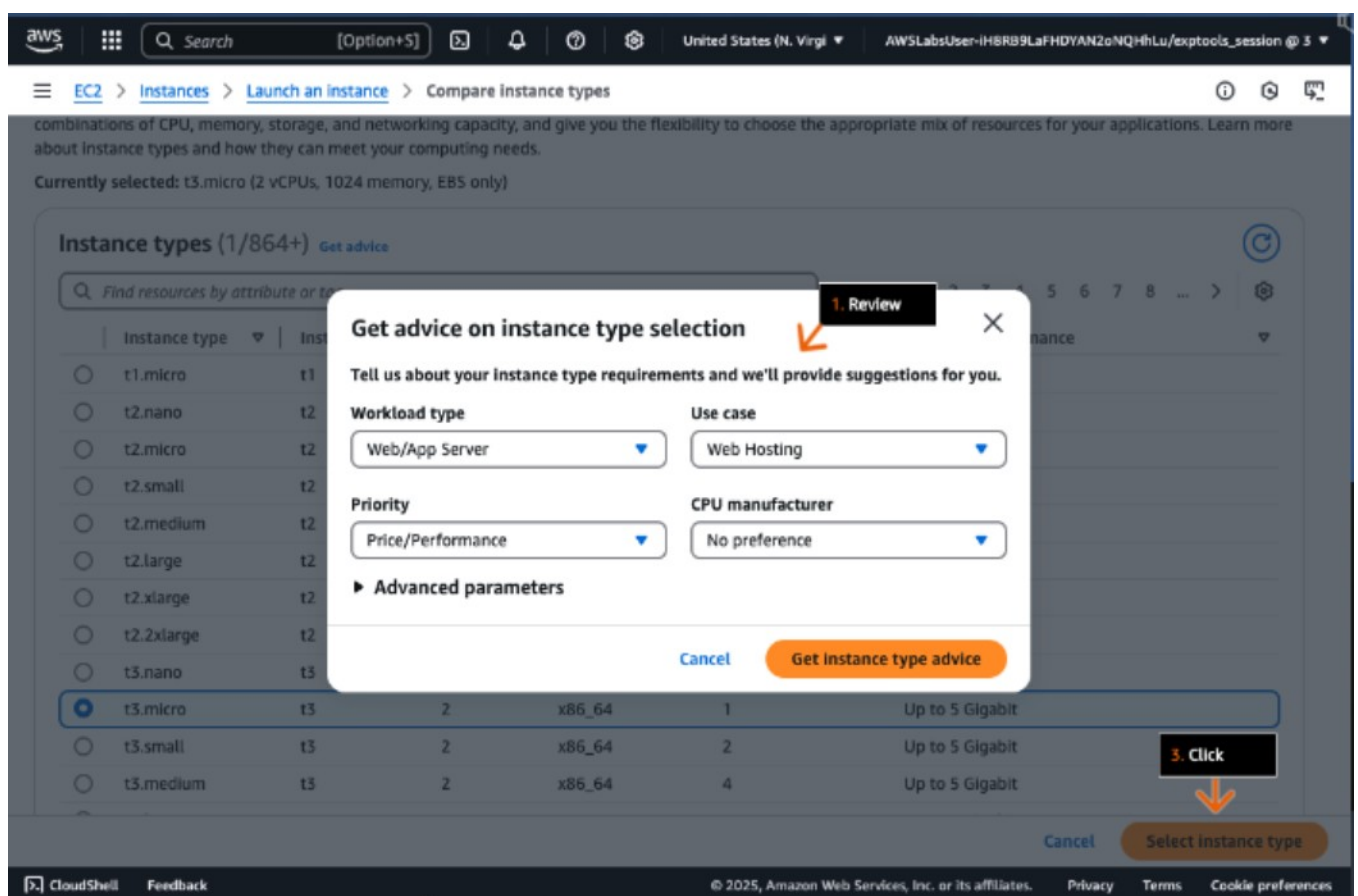 aws
Search [Option+S]
United States (N. Virgi
AWSLabsUser-iH8RB9LaFHDYAN2oNQHhLu/exptools_session @ 3
EC2 > Instances > Launch an instance > Compare instance types
combinations of CPU, memory, storage, and networking capacity, and give you the flexibility to choose the appropriate mix of resources for your applications. Learn more
about instance types and how they can meet your computing needs.
Currently selected: t3.micro (2 vCPUs, 1024 memory, EBS only)
Instance types (1/864+) Get advice
Find resources by attribute or ta
5 6 7 8 ... >
Instance type Inst
nance
t1.micro t1
t2.nano t2
t2.micro t2
t2.small t2
t2.medium t2
t2.large t2
t2.xlarge t2
t2.2xlarge t2
t3.nano t3
t3.micro t3 2 x86_64 1 Up to 5 Gigabit
t3.small t3 2 x86_64 2 Up to 5 Gigabit
t3.medium t3 2 x86_64 4 Up to 5 Gigabit
1. Review
Get advice on instance type selection
Tell us about your instance type requirements and we'll provide suggestions for you.
Workload type Use case
Web/App Server Web Hosting
Priority CPU manufacturer
Price/Performance No preference
Advanced parameters
Cancel Get instance type advice
3. Click
Cancel Select instance type
CloudShell Feedback © 2025, Amazon Web Services, Inc. or its affiliates. Privacy Terms Cookie preferences